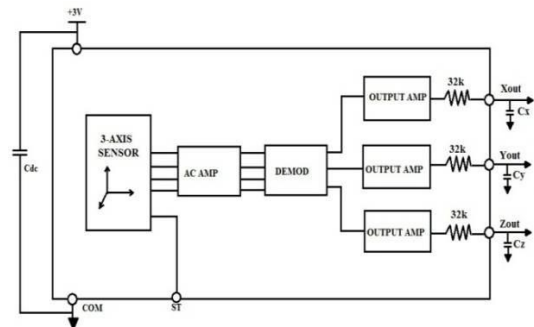 +3V
32k
Xout
OUTPUT AMP
Cx
3-AXIS
SENSOR
32k
Yout
AC AMP
DEMOD
OUTPUT AMP
Cy
Cdc
32k
Zout
OUTPUT AMP
Cz
COM
ST